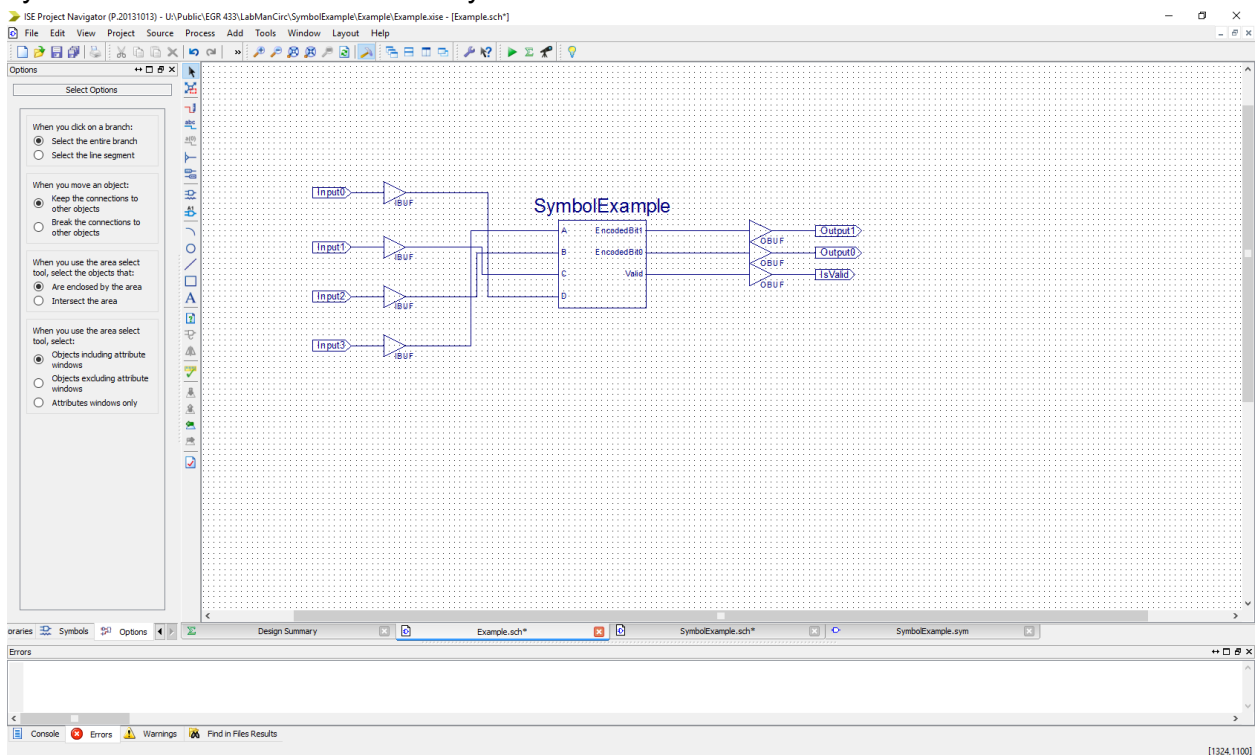 ISE Project Navigator (P.20131013) - U:\Public\EGR 433\LabManCirc\SymbolExample\Example\Example.xise - [Example.sch*]
File Edit View Project Source Process Add Tools Window Layout Help
Options
Select Options
When you click on a branch:
Select the entire branch
Select the line segment
When you move an object:
Keep the connections to
other objects
Break the connections to
other objects
When you use the area select
tool, select the objects that:
Are enclosed by the area
Intersect the area
When you use the area select
tool, select:
Objects including attribute
windows
Objects excluding attribute
windows
Attributes windows only
abc
A
Input0
IBUF
Input1
IBUF
Input2
IBUF
Input3
IBUF
SymbolExample
A EncodedBit1
B EncodedBit0
C Valid
D
OBUF
Output1
OBUF
Output0
OBUF
IsValid
oraries Symbols Options
Design Summary Example.sch* SymbolExample.sch* SymbolExample.sym
Errors
Console Errors Warnings Find in Files Results
[1324,1100]